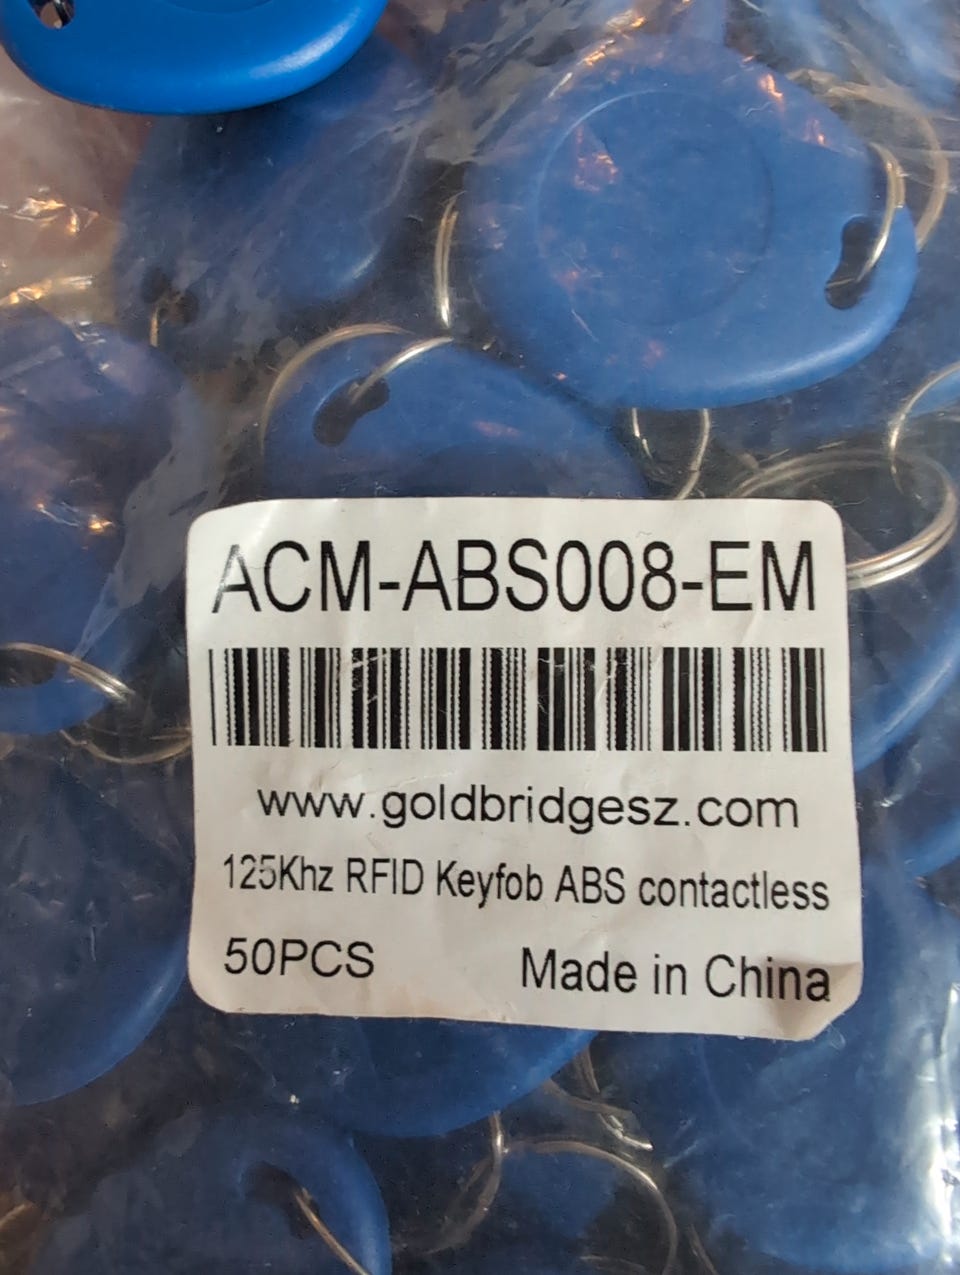 ACM-ABS008-EM
www.goldbridgesz.com
125Khz RFID Keyfob ABS contactless
50PCS Made in China